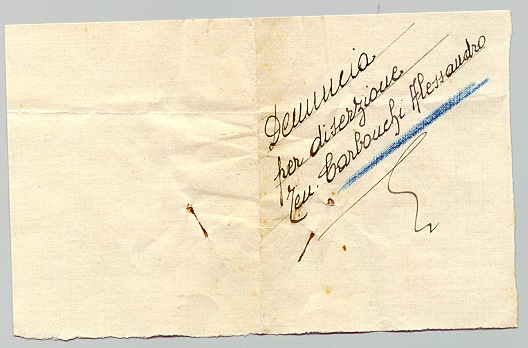 Denuncia
per diserzione
Ten. Carbonchi Alessandro